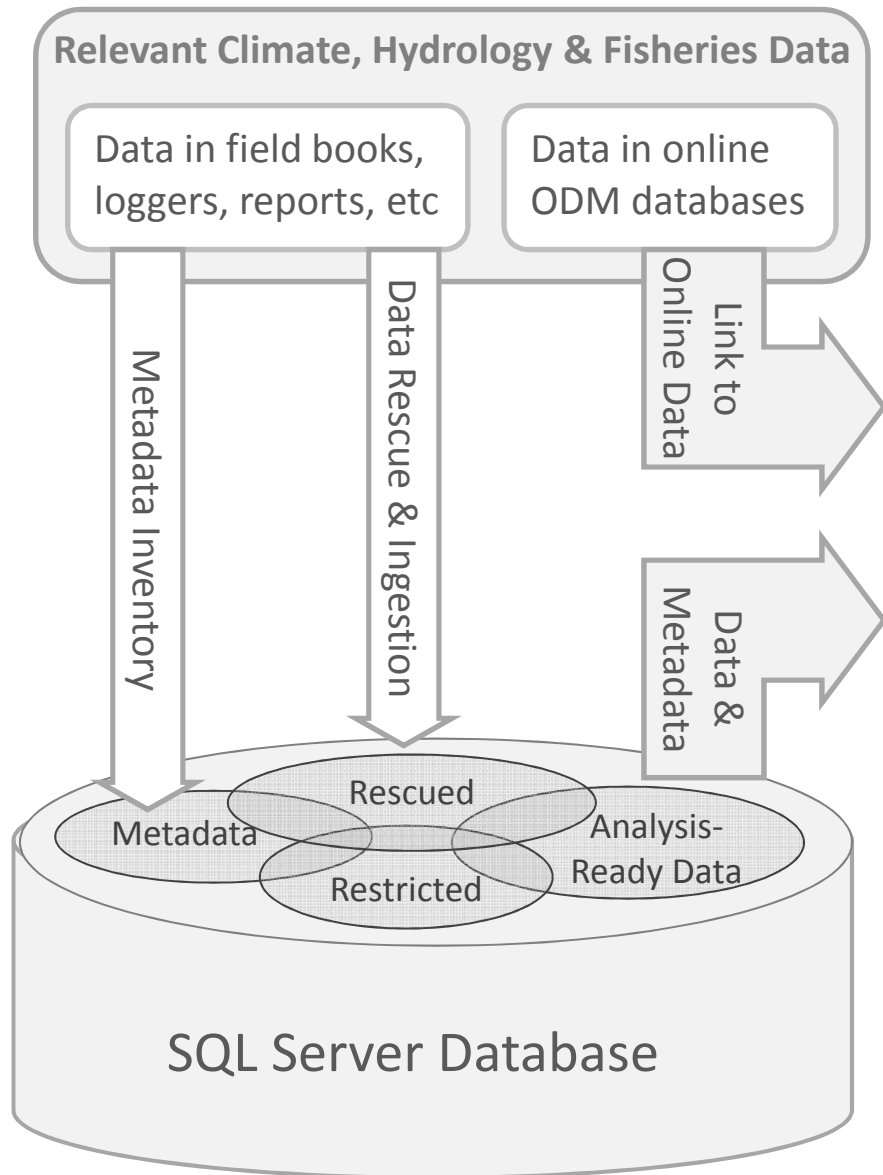 Relevant Climate, Hydrology & Fisheries Data
Data in field books,
loggers, reports, etc
Data in online
ODM databases
Metadata Inventory
Data Rescue & Ingestion
Link to
Online Data
Data &
Metadata
Rescued
Metadata
Analysis-
Ready Data
Restricted
SQL Server Database